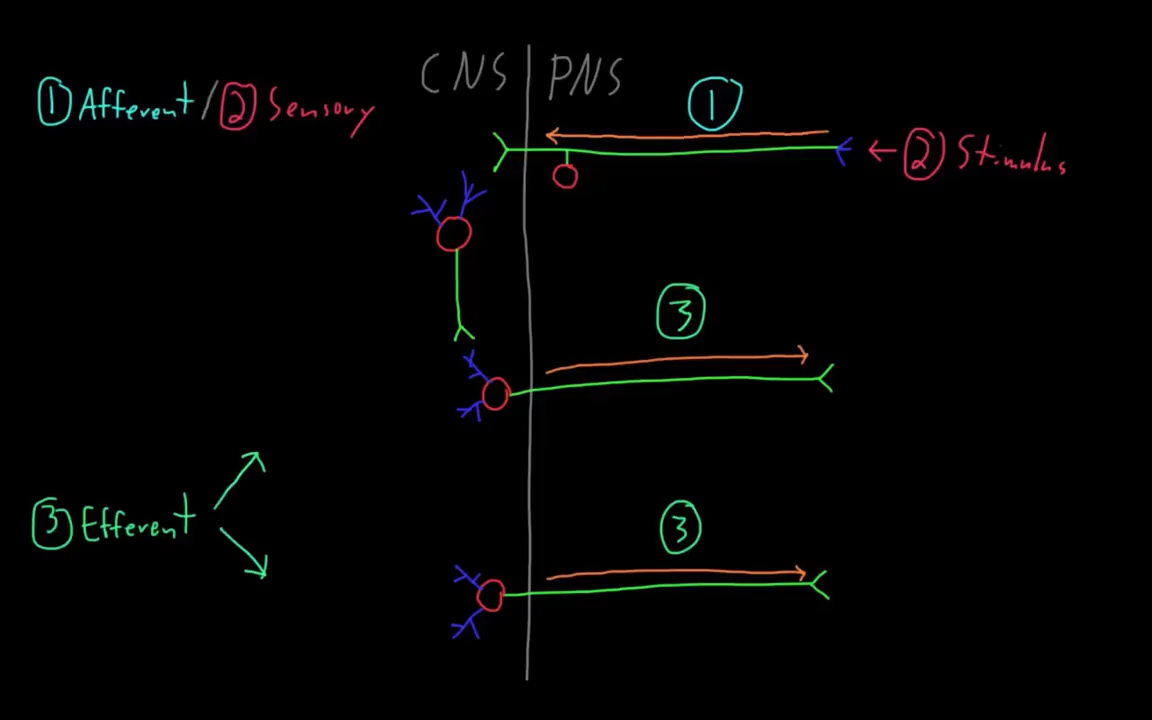 CNS PNS
① Afferent / ② Sensory
①
← ② Stimulus
③
③ Efferent
③